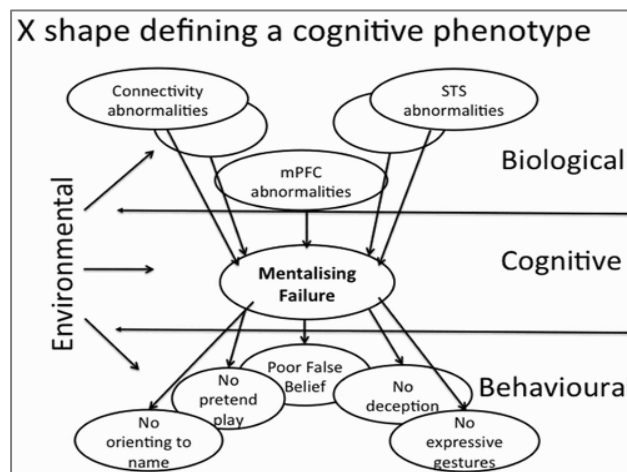 X shape defining a cognitive phenotype
Connectivity
abnormalities
STS
abnormalities
Biological
mPFC
abnormalities
Environmental
Cognitive
Mentalising
Failure
Behavioura
Poor False
Belief
No
pretend
play
No
deception
No
orienting to
name
No
expressive
gestures